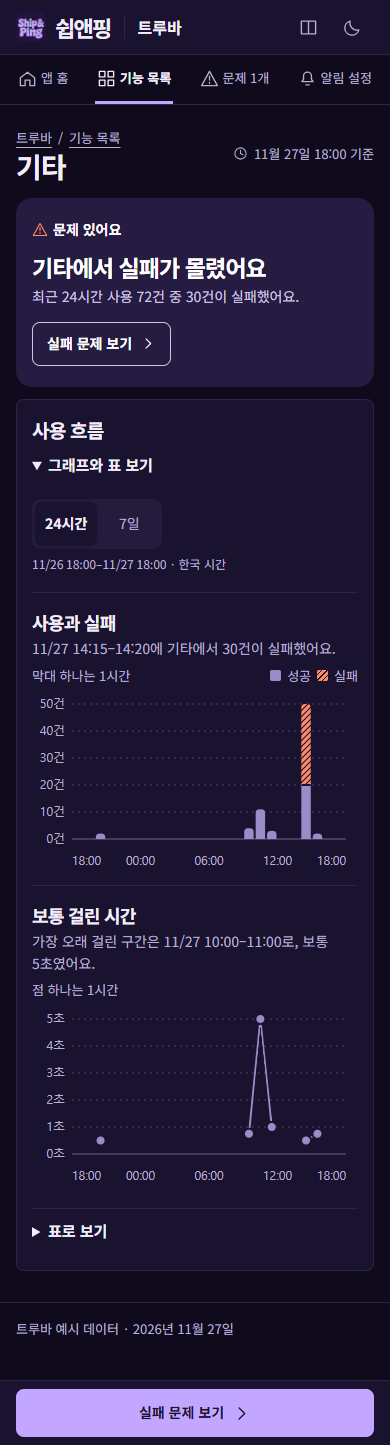 Ship&
Ping
쉽앤핑
트루바
앱 홈
기능 목록
문제 1개
알림 설정
트루바 / 기능 목록
기타
11월 27일 18:00 기준
문제 있어요
기타에서 실패가 몰렸어요
최근 24시간 사용 72건 중 30건이 실패했어요.
실패 문제 보기
사용 흐름
▼ 그래프와 표 보기
24시간
7일
11/26 18:00–11/27 18:00 · 한국 시간
사용과 실패
11/27 14:15–14:20에 기타에서 30건이 실패했어요.
막대 하나는 1시간
성공
실패
50건
40건
30건
20건
10건
0건
18:00
00:00
06:00
12:00
18:00
보통 걸린 시간
가장 오래 걸린 구간은 11/27 10:00–11:00로, 보통
5초였어요.
점 하나는 1시간
5초
4초
3초
2초
1초
0초
18:00
00:00
06:00
12:00
18:00
▶ 표로 보기
트루바 예시 데이터 · 2026년 11월 27일
실패 문제 보기